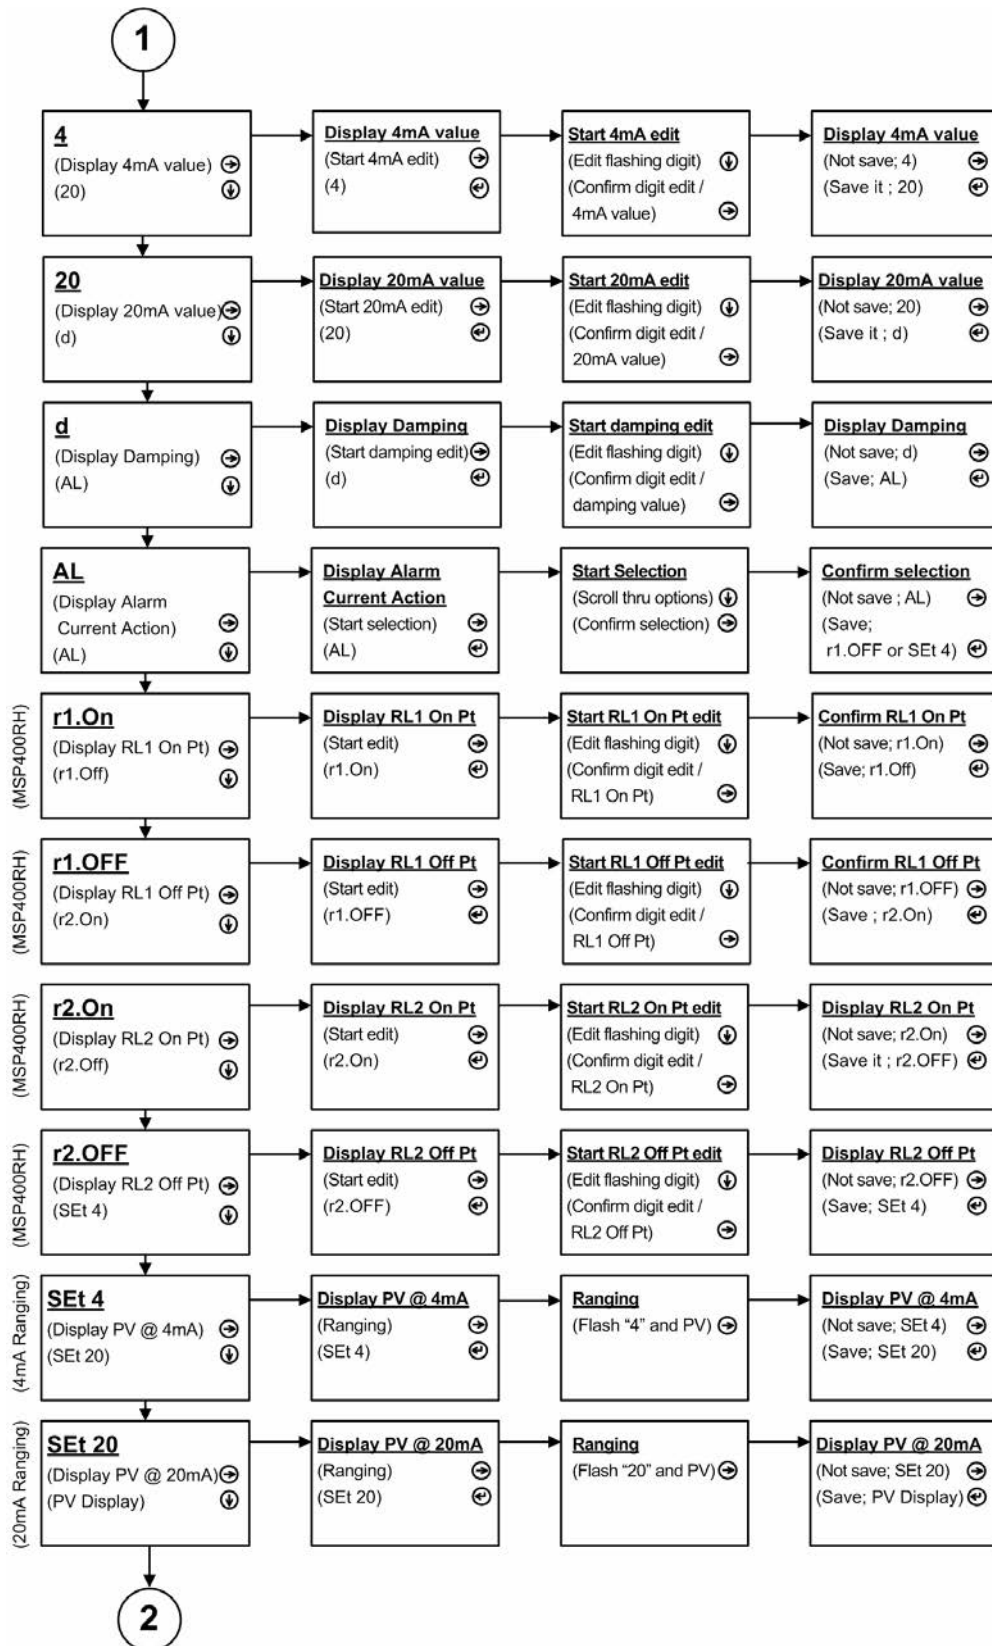 1
4
(Display 4mA value)
(20)
Display 4mA value
(Start 4mA edit)
(4)
Start 4mA edit
(Edit flashing digit)
(Confirm digit edit /
4mA value)
Display 4mA value
(Not save; 4)
(Save it ; 20)
20
(Display 20mA value)
(d)
Display 20mA value
(Start 20mA edit)
(20)
Start 20mA edit
(Edit flashing digit)
(Confirm digit edit /
20mA value)
Display 20mA value
(Not save; 20)
(Save it ; d)
d
(Display Damping)
(AL)
Display Damping
(Start damping edit)
(d)
Start damping edit
(Edit flashing digit)
(Confirm digit edit /
damping value)
Display Damping
(Not save; d)
(Save; AL)
AL
(Display Alarm
Current Action)
(AL)
Display Alarm
Current Action
(Start selection)
(AL)
Start Selection
(Scroll thru options)
(Confirm selection)
Confirm selection
(Not save ; AL)
(Save;
r1.OFF or SEt 4)
(MSP400RH)
r1.On
(Display RL1 On Pt)
(r1.Off)
Display RL1 On Pt
(Start edit)
(r1.On)
Start RL1 On Pt edit
(Edit flashing digit)
(Confirm digit edit /
RL1 On Pt)
Confirm RL1 On Pt
(Not save; r1.On)
(Save; r1.Off)
(MSP400RH)
r1.OFF
(Display RL1 Off Pt)
(r2.On)
Display RL1 Off Pt
(Start edit)
(r1.OFF)
Start RL1 Off Pt edit
(Edit flashing digit)
(Confirm digit edit /
RL1 Off Pt)
Confirm RL1 Off Pt
(Not save; r1.OFF)
(Save ; r2.On)
(MSP400RH)
r2.On
(Display RL2 On Pt)
(r2.Off)
Display RL2 On Pt
(Start edit)
(r2.On)
Start RL2 On Pt edit
(Edit flashing digit)
(Confirm digit edit /
RL2 On Pt)
Display RL2 On Pt
(Not save; r2.On)
(Save it ; r2.OFF)
(MSP400RH)
r2.OFF
(Display RL2 Off Pt)
(SEt 4)
Display RL2 Off Pt
(Start edit)
(r2.OFF)
Start RL2 Off Pt edit
(Edit flashing digit)
(Confirm digit edit /
RL2 Off Pt)
Display RL2 Off Pt
(Not save; r2.OFF)
(Save; SEt 4)
(4mA Ranging)
SEt 4
(Display PV @ 4mA)
(SEt 20)
Display PV @ 4mA
(Ranging)
(SEt 4)
Ranging
(Flash “4” and PV)
Display PV @ 4mA
(Not save; SEt 4)
(Save; SEt 20)
(20mA Ranging)
SEt 20
(Display PV @ 20mA)
(PV Display)
Display PV @ 20mA
(Ranging)
(SEt 20)
Ranging
(Flash “20” and PV)
Display PV @ 20mA
(Not save; SEt 20)
(Save; PV Display)
2